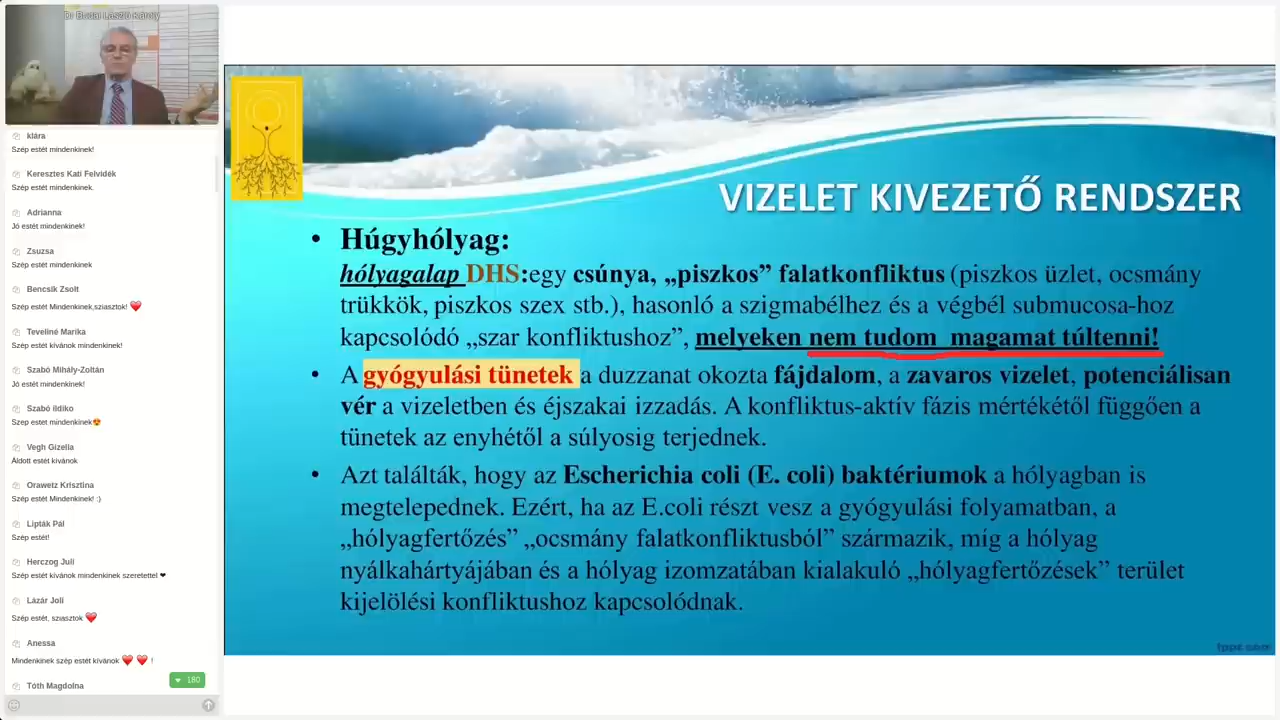 Dr Budai László Károly
klára
Szép estét mindenkinek!
Keresztes Kati Felvidék
Szép estét mindenkinek.
Adrianna
Jó estét mindenkinek!
Zsuzsa
Szép estét mindenkinek
Bencsik Zsolt
Szép estét Mindenkinek,sziasztok! ❤️
Teveliné Marika
Szép estét kívánok mindenkinek!
Szabó Mihály-Zoltán
Jó estét mindenkinek!
Szabó ildiko
Szep estét mindenkinek😍
Vegh Gizella
Áldott estét kívánok
Orawetz Krisztina
Szép estét Mindenkinek! :)
Lipták Pál
Szép estét!
Herczog Juli
Szép estét kívánok mindenkinek szeretettel ❤
Lázár Joli
Szép estét, sziasztok ❤️
Anessa
Mindenkinek szép estét kívánok ❤️ ❤️ !
Tóth Magdolna
180
VIZELET KIVEZETŐ RENDSZER
• Húgyhólyag:
hólyagalap DHS:egy csúnya, „piszkos” falatkonfliktus (piszkos üzlet, ocsmány
trükkök, piszkos szex stb.), hasonló a szigmabélhez és a végbél submucosa-hoz
kapcsolódó „szar konfliktushoz”, melyeken nem tudom magamat túltenni!
• A gyógyulási tünetek a duzzanat okozta fájdalom, a zavaros vizelet, potenciálisan
vér a vizeletben és éjszakai izzadás. A konfliktus-aktív fázis mértékétől függően a
tünetek az enyhétől a súlyosig terjednek.
• Azt találták, hogy az Escherichia coli (E. coli) baktériumok a hólyagban is
megtelepednek. Ezért, ha az E.coli részt vesz a gyógyulási folyamatban, a
„hólyagfertőzés” „ocsmány falatkonfliktusból” származik, míg a hólyag
nyálkahártyájában és a hólyag izomzatában kialakuló „hólyagfertőzések” terület
kijelölési konfliktushoz kapcsolódnak.